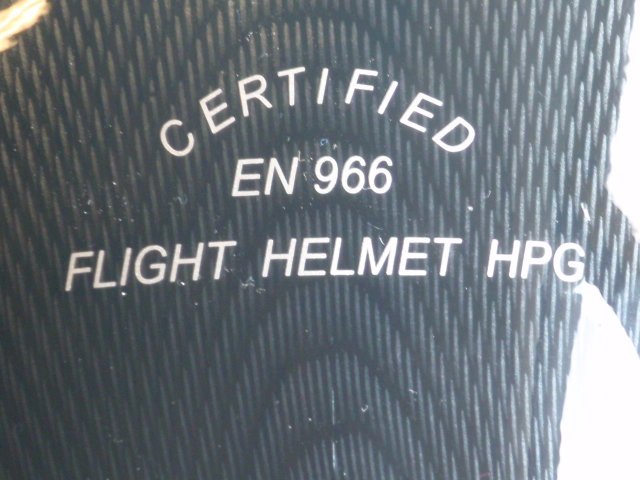 CERTIFIED
EN 966
FLIGHT HELMET HPG